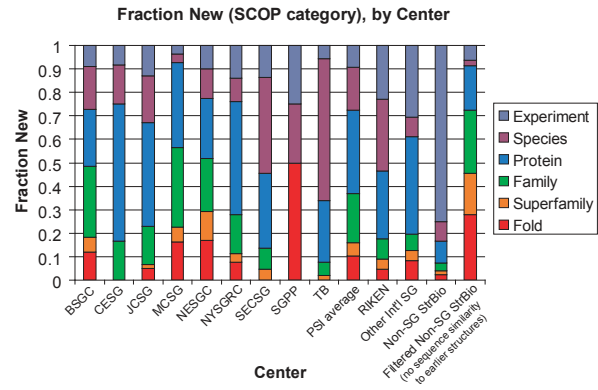 Fraction New (SCOP category), by Center
Fraction New
1
0.9
0.8
0.7
0.6
0.5
0.4
0.3
0.2
0.1
0
Experiment
Species
Protein
Family
Superfamily
Fold
BSGC
CESG
JCSG
MCSG
NESGC
NYSGRC
SECSG
SGPP
TB
PSI average
RIKEN
Other Int'l SG
Non-SG StrBio
Filtered Non-SG StrBio
(no sequence similarity
to earlier structures)
Center